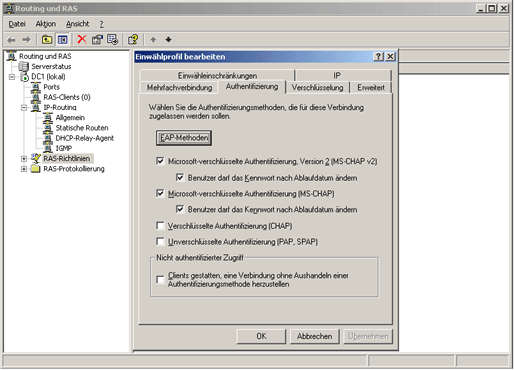 Routing und RAS
Datei Aktion Ansicht ?
Routing und RAS
Serverstatus
DC1 (lokal)
Ports
RAS-Clients (0)
IP-Routing
Allgemein
Statische Routen
DHCP-Relay-Agent
IGMP
RAS-Richtlinien
RAS-Protokollierung
Einwählprofil bearbeiten
Einwähleinschränkungen IP
Mehrfachverbindung Authentifizierung Verschlüsselung Erweitert
Wählen Sie die Authentifizierungsmethoden, die für diese Verbindung
zugelassen werden sollen.
EAP-Methoden
Microsoft-verschlüsselte Authentifizierung, Version 2 (MS-CHAP v2)
Benutzer darf das Kennwort nach Ablaufdatum ändern
Microsoft-verschlüsselte Authentifizierung (MS-CHAP)
Benutzer darf das Kennwort nach Ablaufdatum ändern
Verschlüsselte Authentifizierung (CHAP)
Unverschlüsselte Authentifizierung (PAP, SPAP)
Nicht authentifizierter Zugriff
Clients gestatten, eine Verbindung ohne Aushandeln einer
Authentifizierungsmethode herzustellen
OK Abbrechen Übernehmen